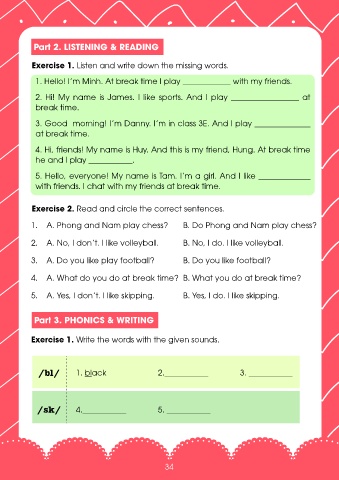 Part 2. LISTENING & READING
Exercise 1. Listen and write down the missing words.
1. Hello! I'm Minh. At break time I play ____________ with my friends.
2. Hi! My name is James. I like sports. And I play _________________ at
break time.
3. Good morning! I'm Danny. I'm in class 3E. And I play ______________
at break time.
4. Hi, friends! My name is Huy. And this is my friend, Hung. At break time
he and I play ___________.
5. Hello, everyone! My name is Tam. I'm a girl. And I like _____________
with friends. I chat with my friends at break time.
Exercise 2. Read and circle the correct sentences.
1. A. Phong and Nam play chess? B. Do Phong and Nam play chess?
2. A. No, I don't. I like volleyball. B. No, I do. I like volleyball.
3. A. Do you like play football? B. Do you like football?
4. A. What do you do at break time? B. What you do at break time?
5. A. Yes, I don't. I like skipping. B. Yes, I do. I like skipping.
Part 3. PHONICS & WRITING
Exercise 1. Write the words with the given sounds.
/bl/ 1. black 2.___________ 3. ___________
/sk/ 4.___________ 5. ___________
34